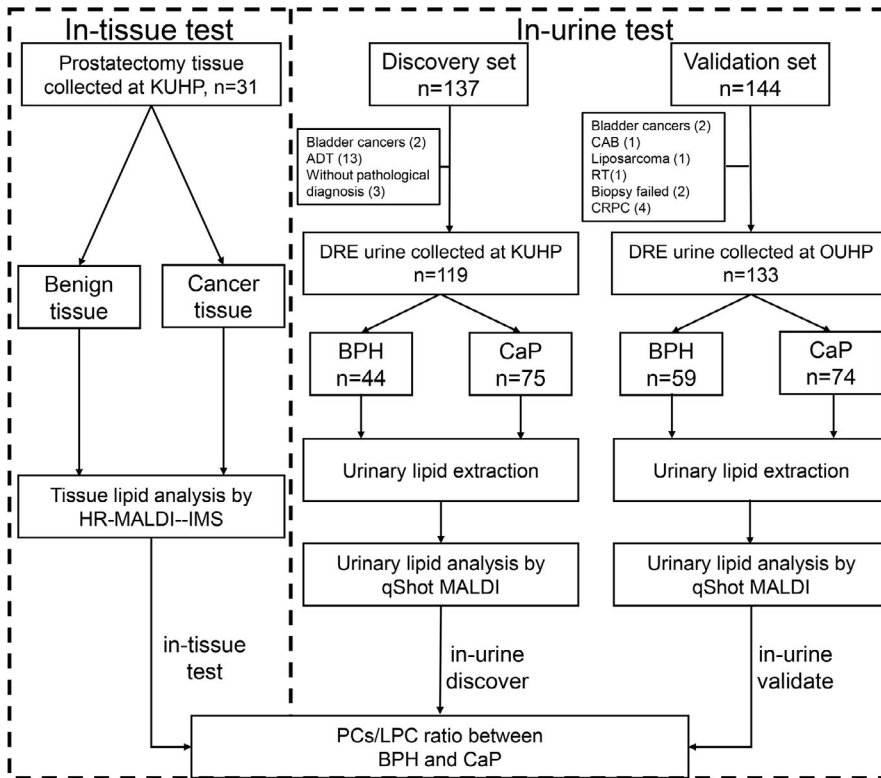 In-tissue test
Prostatectomy tissue
collected at KUHP, n=31
Benign
tissue
Cancer
tissue
Tissue lipid analysis by
HR-MALDI--IMS
in-tissue
test
In-urine test
Discovery set
n=137
Bladder cancers (2)
ADT (13)
Without pathological
diagnosis (3)
DRE urine collected at KUHP
n=119
BPH
n=44
CaP
n=75
Urinary lipid extraction
Urinary lipid analysis by
qShot MALDI
in-urine
discover
Validation set
n=144
Bladder cancers (2)
CAB (1)
Liposarcoma (1)
RT(1)
Biopsy failed (2)
CRPC (4)
DRE urine collected at OUHP
n=133
BPH
n=59
CaP
n=74
Urinary lipid extraction
Urinary lipid analysis by
qShot MALDI
in-urine
validate
PCs/LPC ratio between
BPH and CaP